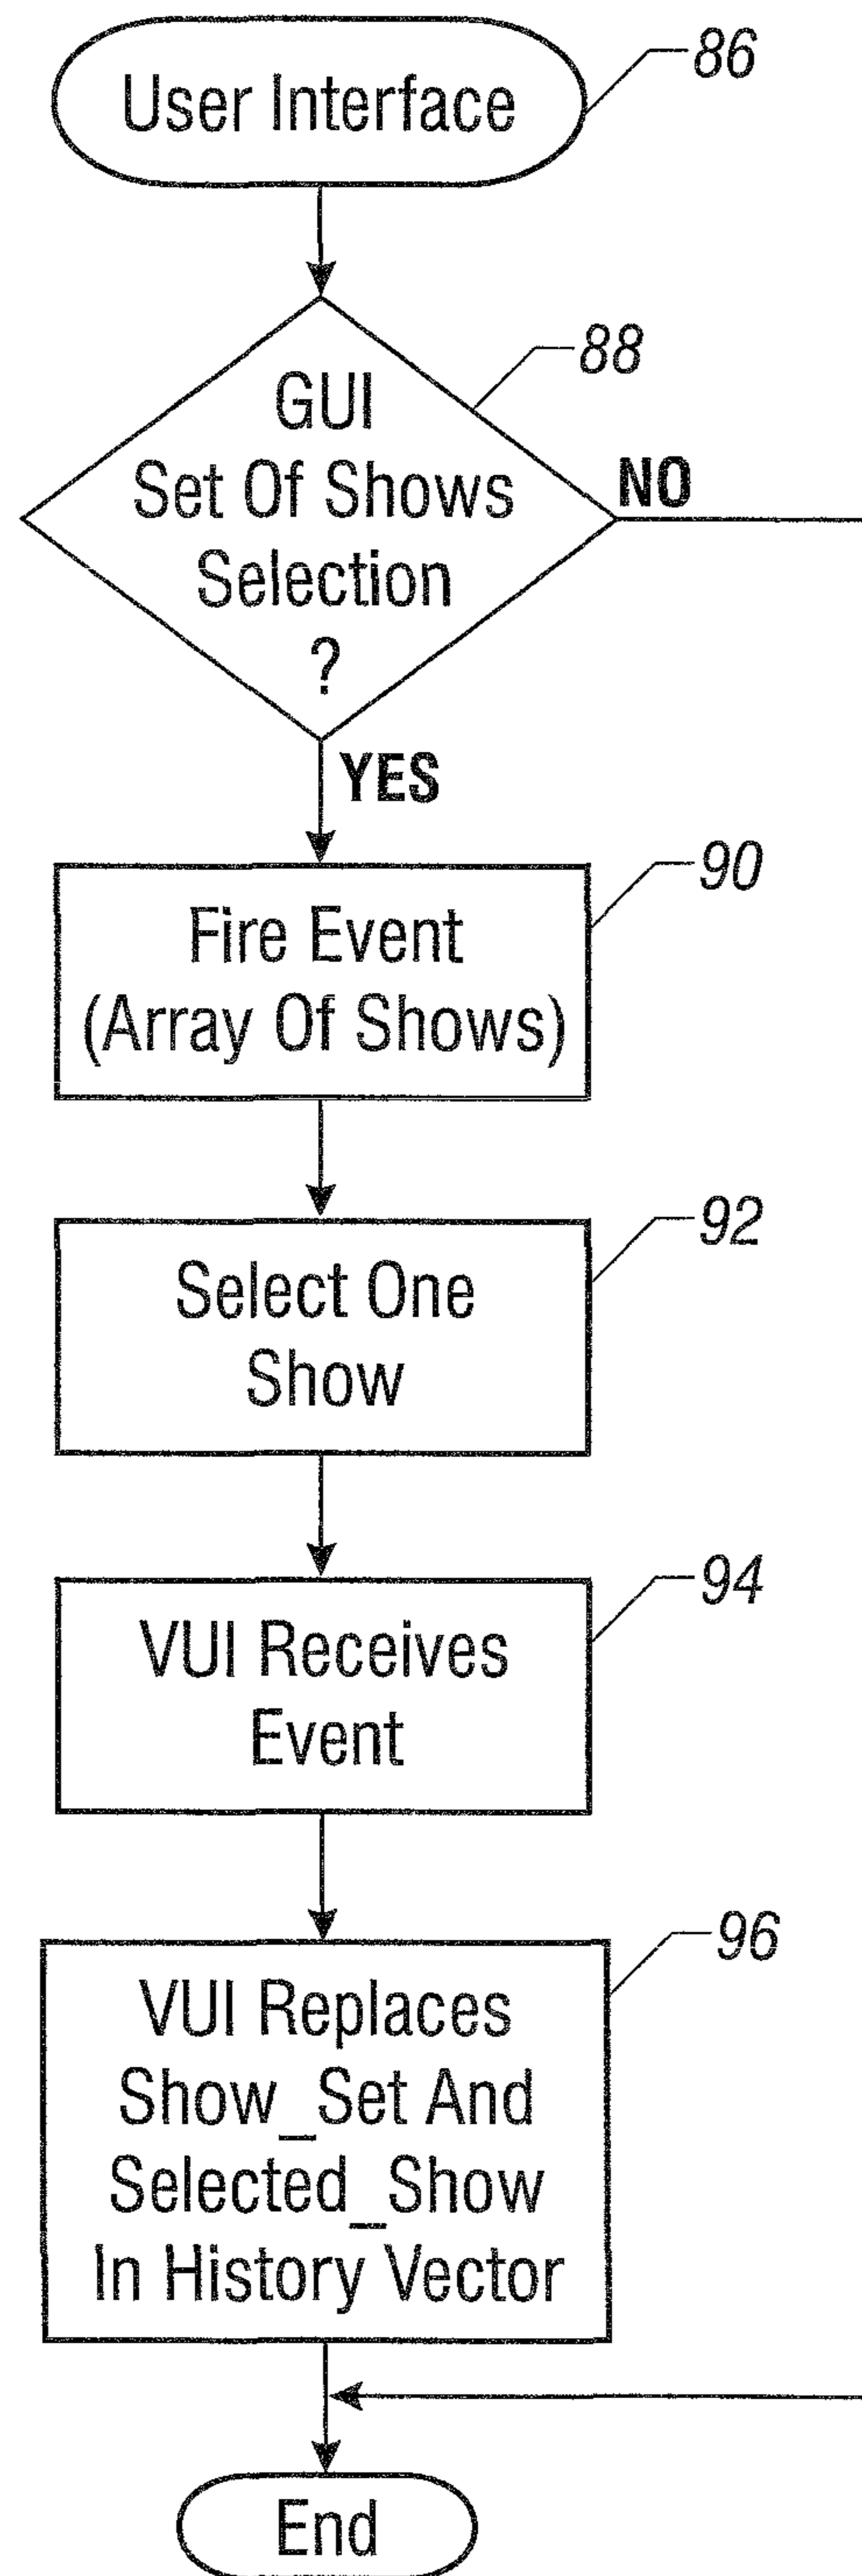 User Interface
86
GUI
Set Of Shows
Selection
?
88
NO
YES
Fire Event
(Array Of Shows)
90
Select One
Show
92
VUI Receives
Event
94
VUI Replaces
Show_Set And
Selected_Show
In History Vector
96
End